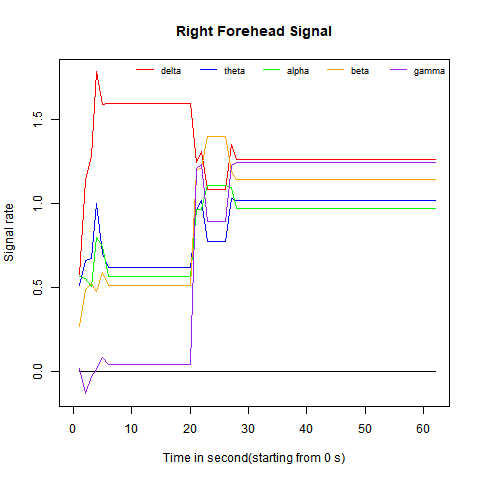 Right Forehead Signal
delta theta alpha beta gamma
Signal rate
1.5
1.0
0.5
0.0
0 10 20 30 40 50 60
Time in second(starting from 0 s)